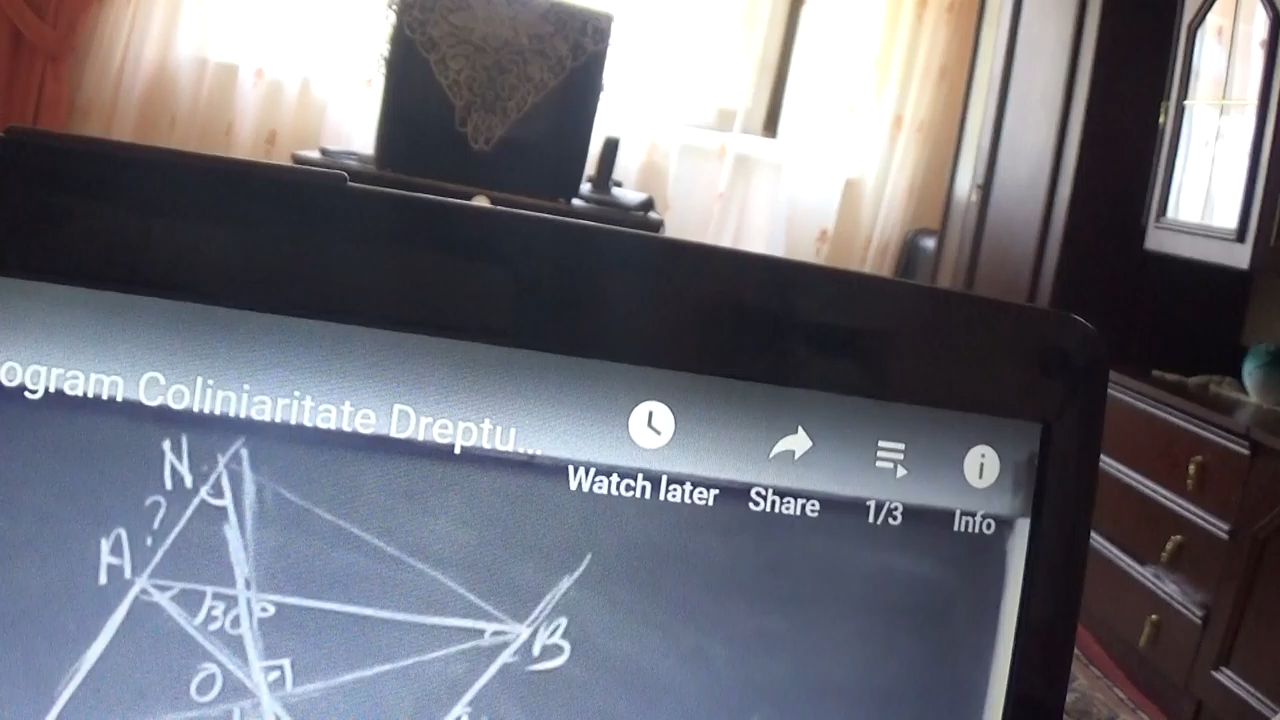 ogram Coliniaritate Dreptu...
Watch later
Share
1/3
Info
N
?
A
30°
B
O